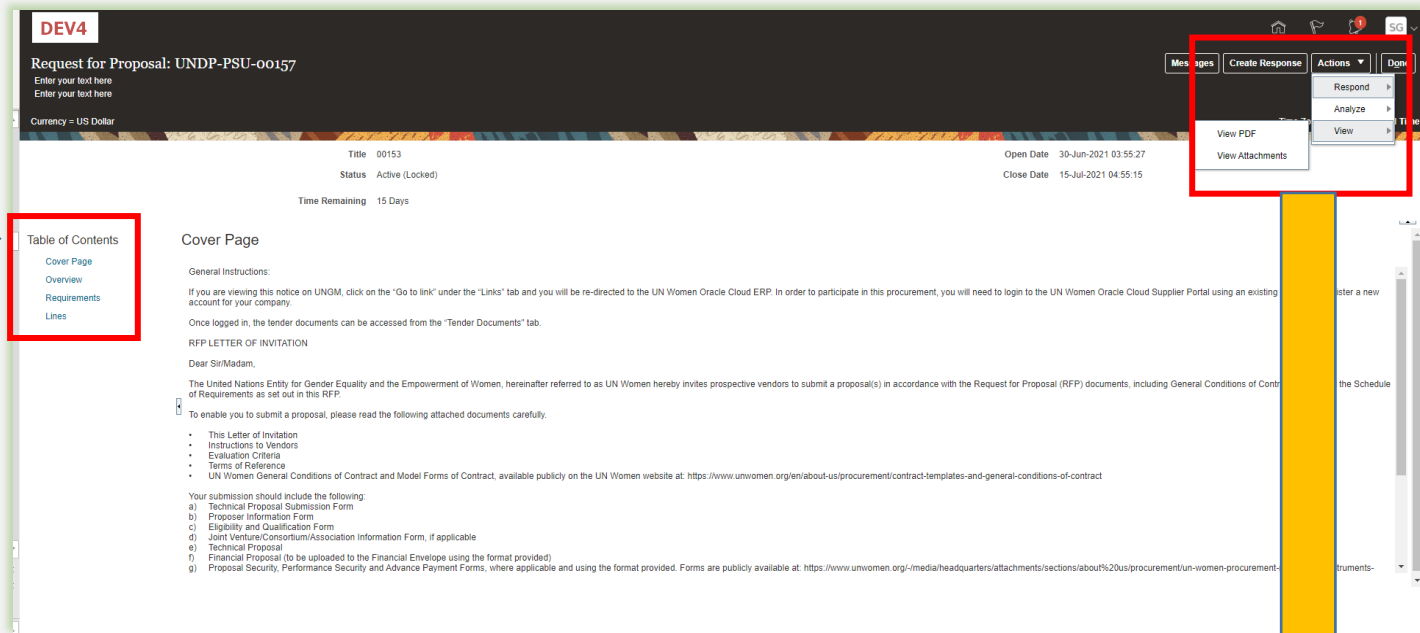 DEV4
1
SG
Request for Proposal: UNDP-PSU-00157
Messages
Create Response
Actions
Done
Enter your text here
Enter your text here
Respond
Analyze
View
View PDF
View Attachments
Currency = US Dollar
Title 00153
Open Date 30-Jun-2021 03:55:27
Status Active (Locked)
Close Date 15-Jul-2021 04:55:15
Time Remaining 15 Days
Table of Contents
Cover Page
Overview
Requirements
Lines
Cover Page
General Instructions:
If you are viewing this notice on UNGM, click on the “Go to link” under the “Links” tab and you will be re-directed to the UN Women Oracle Cloud ERP. In order to participate in this procurement, you will need to login to the UN Women Oracle Cloud Supplier Portal using an existing ister a new
account for your company.
Once logged in, the tender documents can be accessed from the “Tender Documents” tab.
RFP LETTER OF INVITATION
Dear Sir/Madam,
The United Nations Entity for Gender Equality and the Empowerment of Women, hereinafter referred to as UN Women hereby invites prospective vendors to submit a proposal(s) in accordance with the Request for Proposal (RFP) documents, including General Conditions of Contr the Schedule
of Requirements as set out in this RFP.
To enable you to submit a proposal, please read the following attached documents carefully.
• This Letter of Invitation
• Instructions to Vendors
• Evaluation Criteria
• Terms of Reference
• UN Women General Conditions of Contract and Model Forms of Contract, available publicly on the UN Women website at: https://www.unwomen.org/en/about-us/procurement/contract-templates-and-general-conditions-of-contract
Your submission should include the following:
a) Technical Proposal Submission Form
b) Proposer Information Form
c) Eligibility and Qualification Form
d) Joint Venture/Consortium/Association Information Form, if applicable
e) Technical Proposal
f) Financial Proposal (to be uploaded to the Financial Envelope using the format provided)
g) Proposal Security, Performance Security and Advance Payment Forms, where applicable and using the format provided. Forms are publicly available at: https://www.unwomen.org/-/media/headquarters/attachments/sections/about%20us/procurement/un-women-procurement- truments-